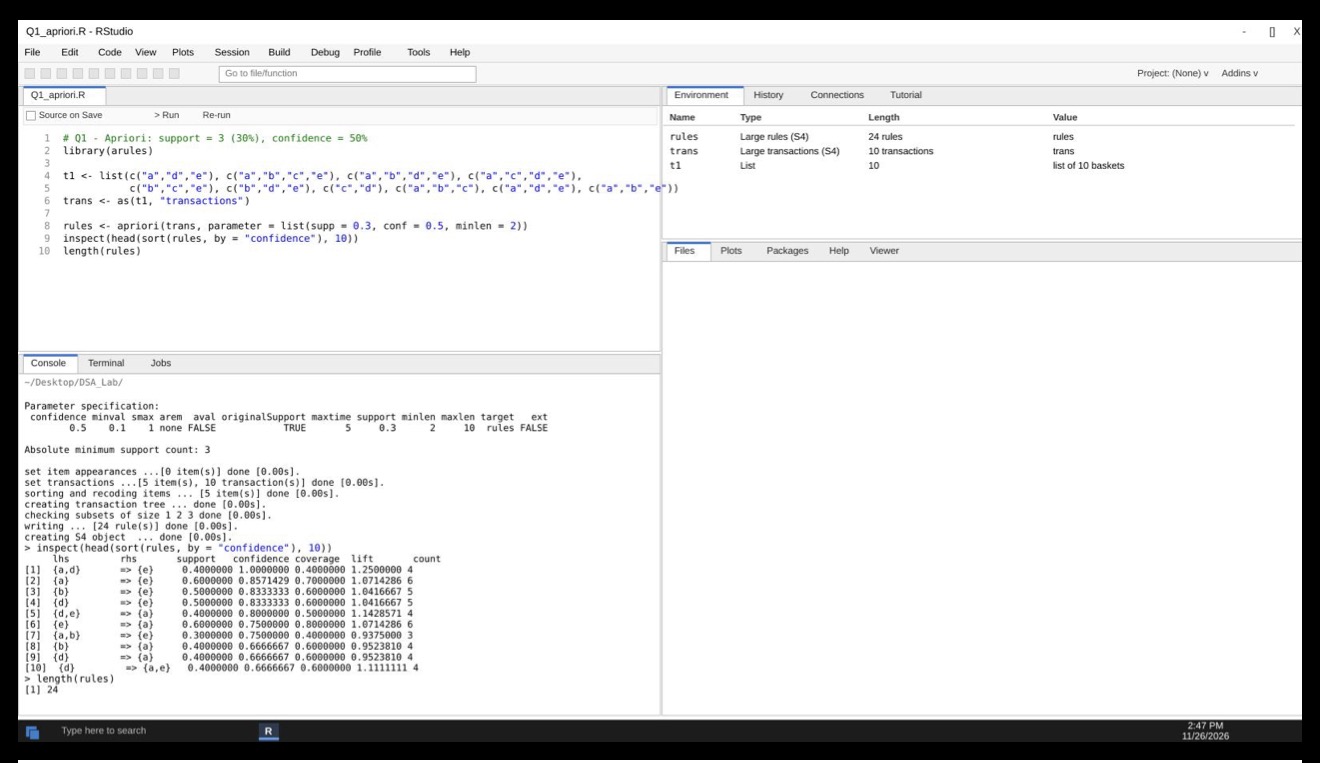 Q1_apriori.R - RStudio
- [] X
File Edit Code View Plots Session Build Debug Profile Tools Help
Go to file/function
Project: (None) v Addins v
Q1_apriori.R
Source on Save > Run Re-run
1 # Q1 - Apriori: support = 3 (30%), confidence = 50%
2 library(arules)
3
4 t1 <- list(c("a","d","e"), c("a","b","c","e"), c("a","b","d","e"), c("a","c","d","e"),
5 c("b","c","e"), c("b","d","e"), c("c","d"), c("a","b","c"), c("a","d","e"), c("a","b","e"))
6 trans <- as(t1, "transactions")
7
8 rules <- apriori(trans, parameter = list(supp = 0.3, conf = 0.5, minlen = 2))
9 inspect(head(sort(rules, by = "confidence"), 10))
10 length(rules)
Environment History Connections Tutorial
Name Type Length Value
rules Large rules (S4) 24 rules rules
trans Large transactions (S4) 10 transactions trans
t1 List 10 list of 10 baskets
Files Plots Packages Help Viewer
Console Terminal Jobs
~/Desktop/DSA_Lab/
Parameter specification:
confidence minval smax arem aval originalSupport maxtime support minlen maxlen target ext
0.5 0.1 1 none FALSE TRUE 5 0.3 2 10 rules FALSE
Absolute minimum support count: 3
set item appearances ...[0 item(s)] done [0.00s].
set transactions ...[5 item(s), 10 transaction(s)] done [0.00s].
sorting and recoding items ... [5 item(s)] done [0.00s].
creating transaction tree ... done [0.00s].
checking subsets of size 1 2 3 done [0.00s].
writing ... [24 rule(s)] done [0.00s].
creating S4 object ... done [0.00s].
> inspect(head(sort(rules, by = "confidence"), 10))
lhs rhs support confidence coverage lift count
[1] {a,d} => {e} 0.4000000 1.0000000 0.4000000 1.2500000 4
[2] {a} => {e} 0.6000000 0.8571429 0.7000000 1.0714286 6
[3] {b} => {e} 0.5000000 0.8333333 0.6000000 1.0416667 5
[4] {d} => {e} 0.5000000 0.8333333 0.6000000 1.0416667 5
[5] {d,e} => {a} 0.4000000 0.8000000 0.5000000 1.1428571 4
[6] {e} => {a} 0.6000000 0.7500000 0.8000000 1.0714286 6
[7] {a,b} => {e} 0.3000000 0.7500000 0.4000000 0.9375000 3
[8] {b} => {a} 0.4000000 0.6666667 0.6000000 0.9523810 4
[9] {d} => {a} 0.4000000 0.6666667 0.6000000 0.9523810 4
[10] {d} => {a,e} 0.4000000 0.6666667 0.6000000 1.1111111 4
> length(rules)
[1] 24
Type here to search
R
2:47 PM
11/26/2026